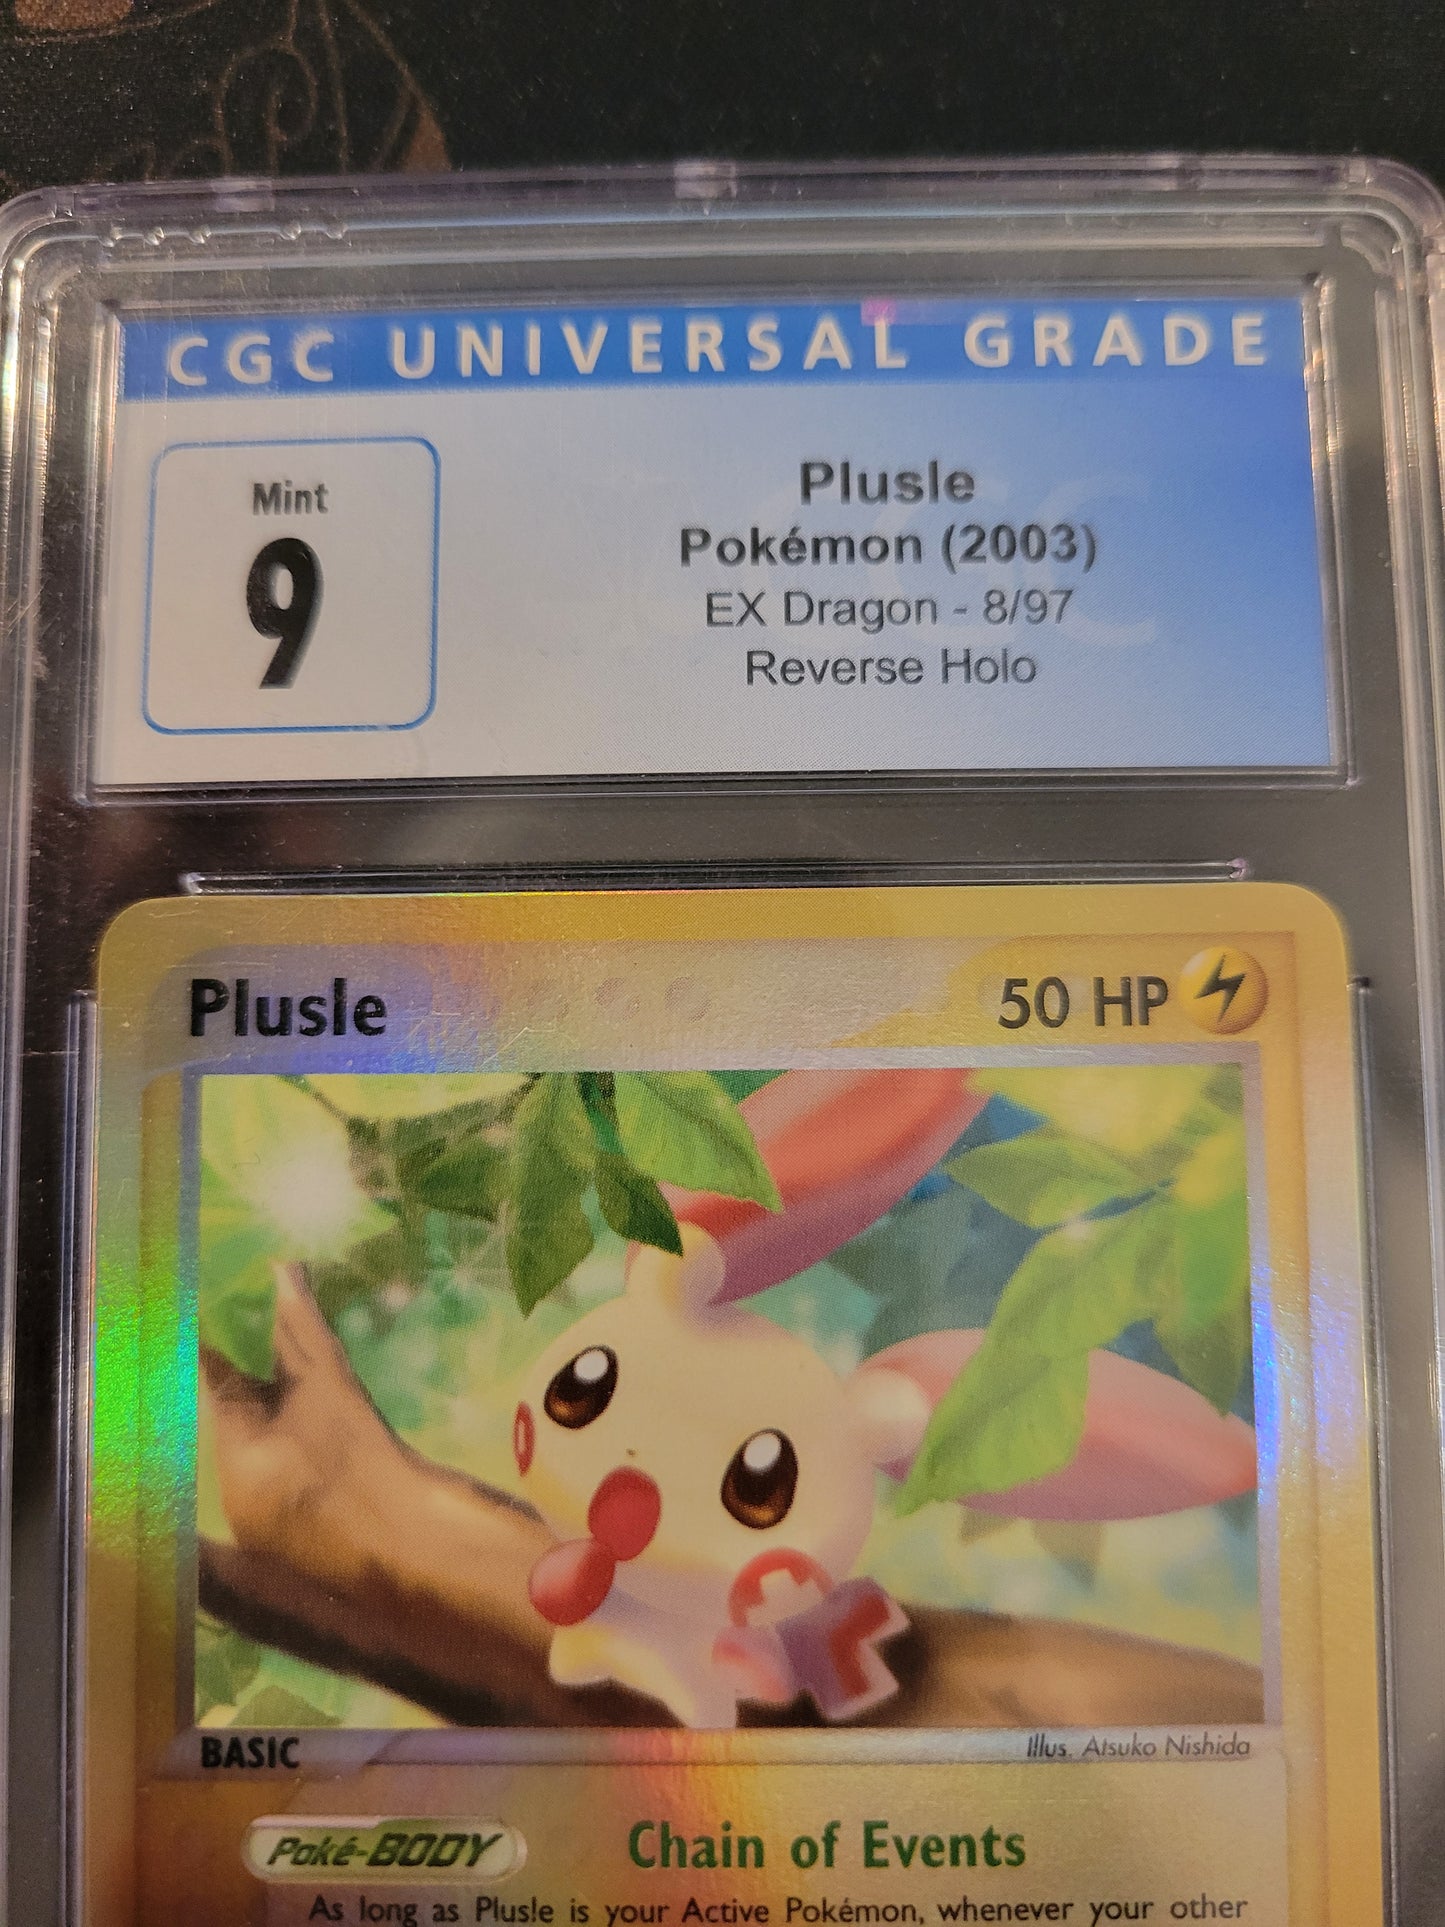 CGC UNIVERSAL GRADE
Mint
9
Plusle
Pokémon (2003)
EX Dragon - 8/97
Reverse Holo
Plusle
50 HP
BASIC
Illus. Atsuko Nishida
Poké-BODY
Chain of Events
As long as Plusle is your Active Pokémon, whenever your other